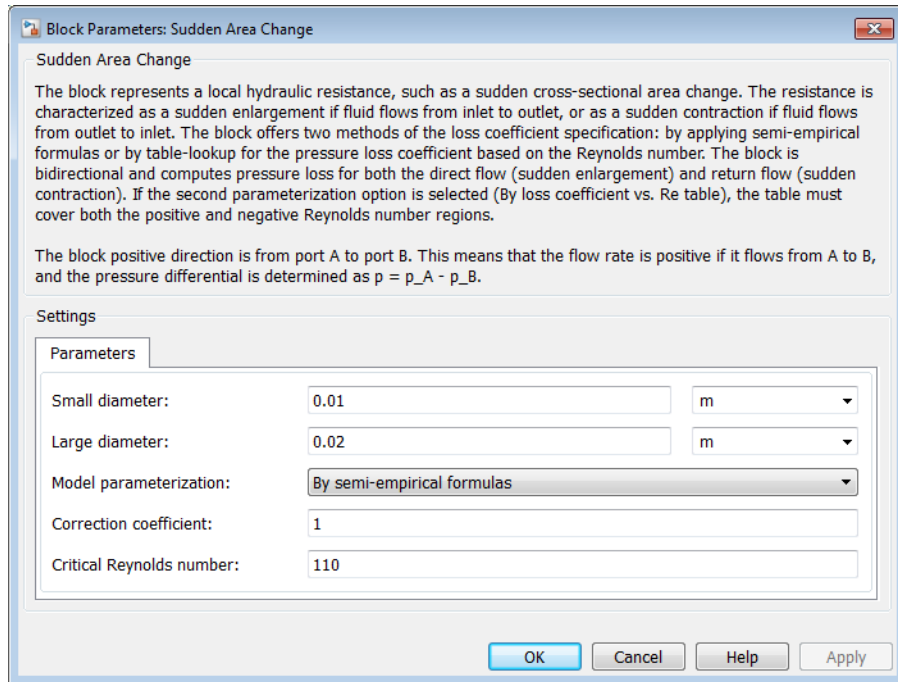 Block Parameters: Sudden Area Change
Sudden Area Change
The block represents a local hydraulic resistance, such as a sudden cross-sectional area change. The resistance is
characterized as a sudden enlargement if fluid flows from inlet to outlet, or as a sudden contraction if fluid flows
from outlet to inlet. The block offers two methods of the loss coefficient specification: by applying semi-empirical
formulas or by table-lookup for the pressure loss coefficient based on the Reynolds number. The block is
bidirectional and computes pressure loss for both the direct flow (sudden enlargement) and return flow (sudden
contraction). If the second parameterization option is selected (By loss coefficient vs. Re table), the table must
cover both the positive and negative Reynolds number regions.
The block positive direction is from port A to port B. This means that the flow rate is positive if it flows from A to B,
and the pressure differential is determined as p = p_A - p_B.
Settings
Parameters
Small diameter: 0.01 m
Large diameter: 0.02 m
Model parameterization: By semi-empirical formulas
Correction coefficient: 1
Critical Reynolds number: 110
OK Cancel Help Apply